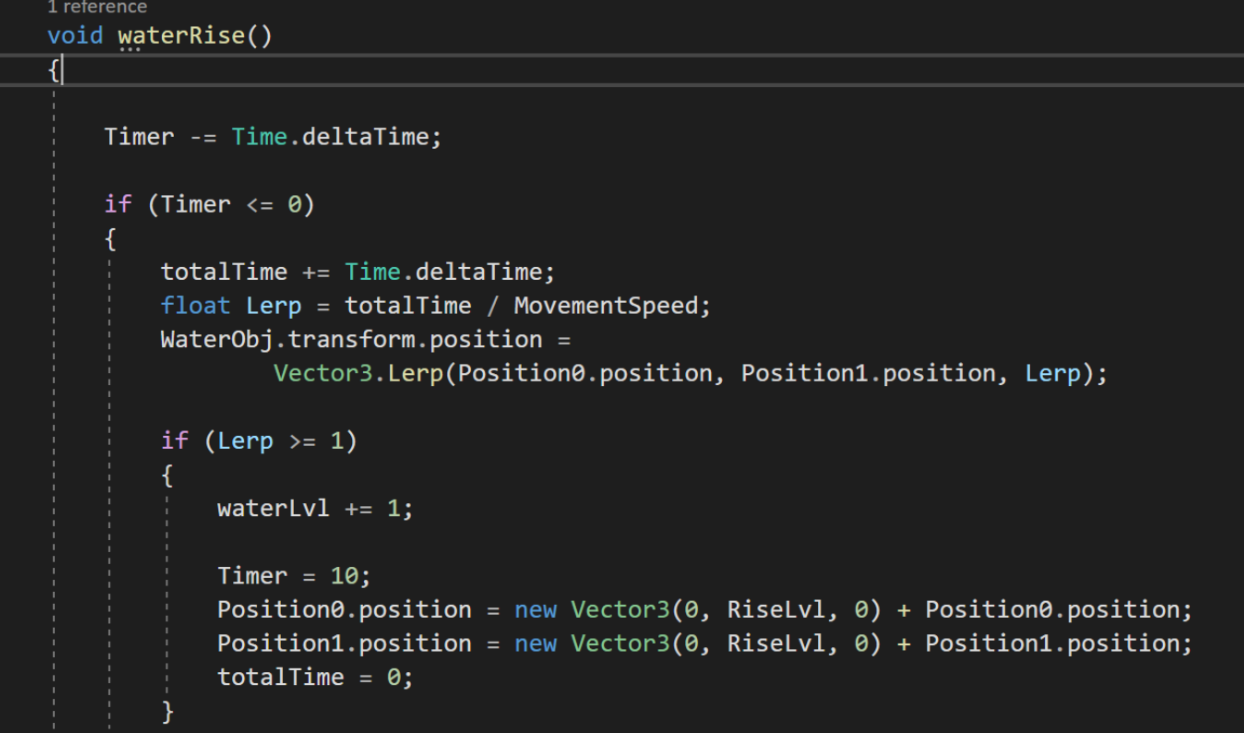 1 reference
void waterRise()
{
Timer -= Time.deltaTime;
if (Timer <= 0)
{
totalTime += Time.deltaTime;
float Lerp = totalTime / MovementSpeed;
WaterObj.transform.position =
Vector3.Lerp(Position0.position, Position1.position, Lerp);
if (Lerp >= 1)
{
waterLvl += 1;
Timer = 10;
Position0.position = new Vector3(0, RiseLvl, 0) + Position0.position;
Position1.position = new Vector3(0, RiseLvl, 0) + Position1.position;
totalTime = 0;
}